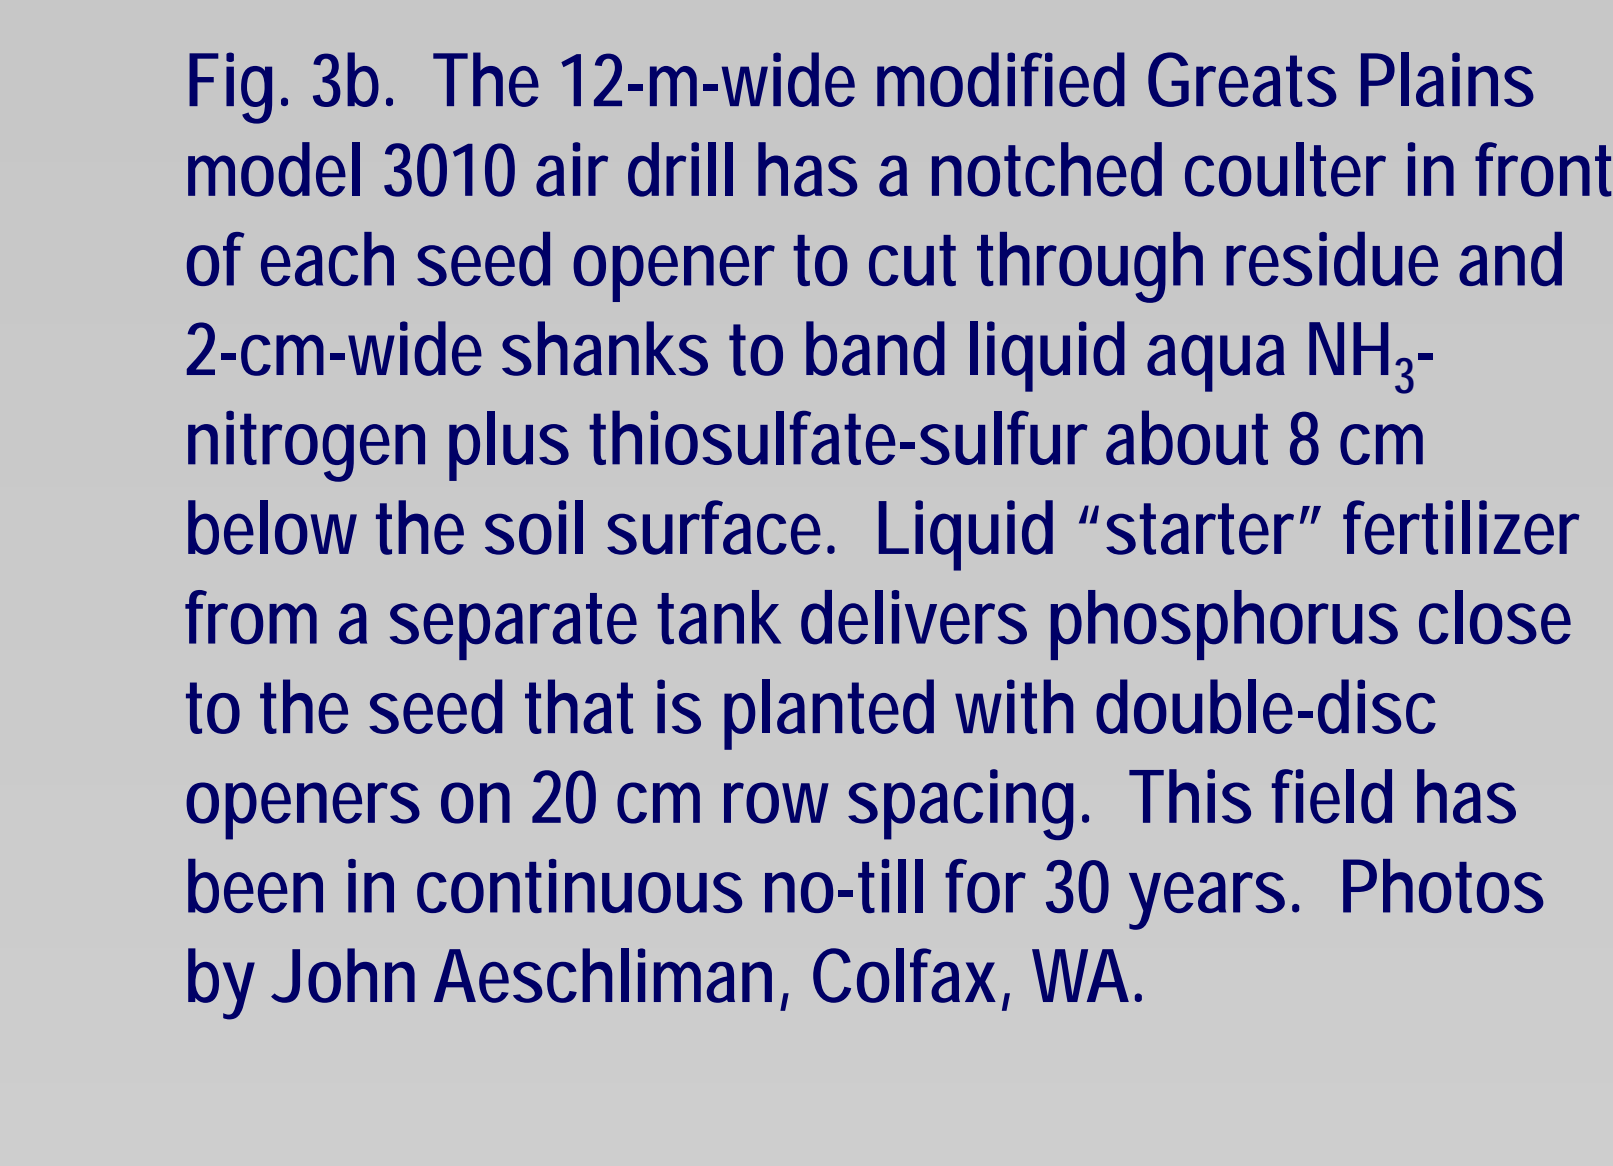 Fig. 3b.  The 12-m-wide modified Greats Plains
model 3010 air drill has a notched coulter in front
of each seed opener to cut through residue and
2-cm-wide shanks to band liquid aqua NH₃-
nitrogen plus thiosulfate-sulfur about 8 cm
below the soil surface.  Liquid “starter” fertilizer
from a separate tank delivers phosphorus close
to the seed that is planted with double-disc
openers on 20 cm row spacing.  This field has
been in continuous no-till for 30 years.  Photos
by John Aeschliman, Colfax, WA.